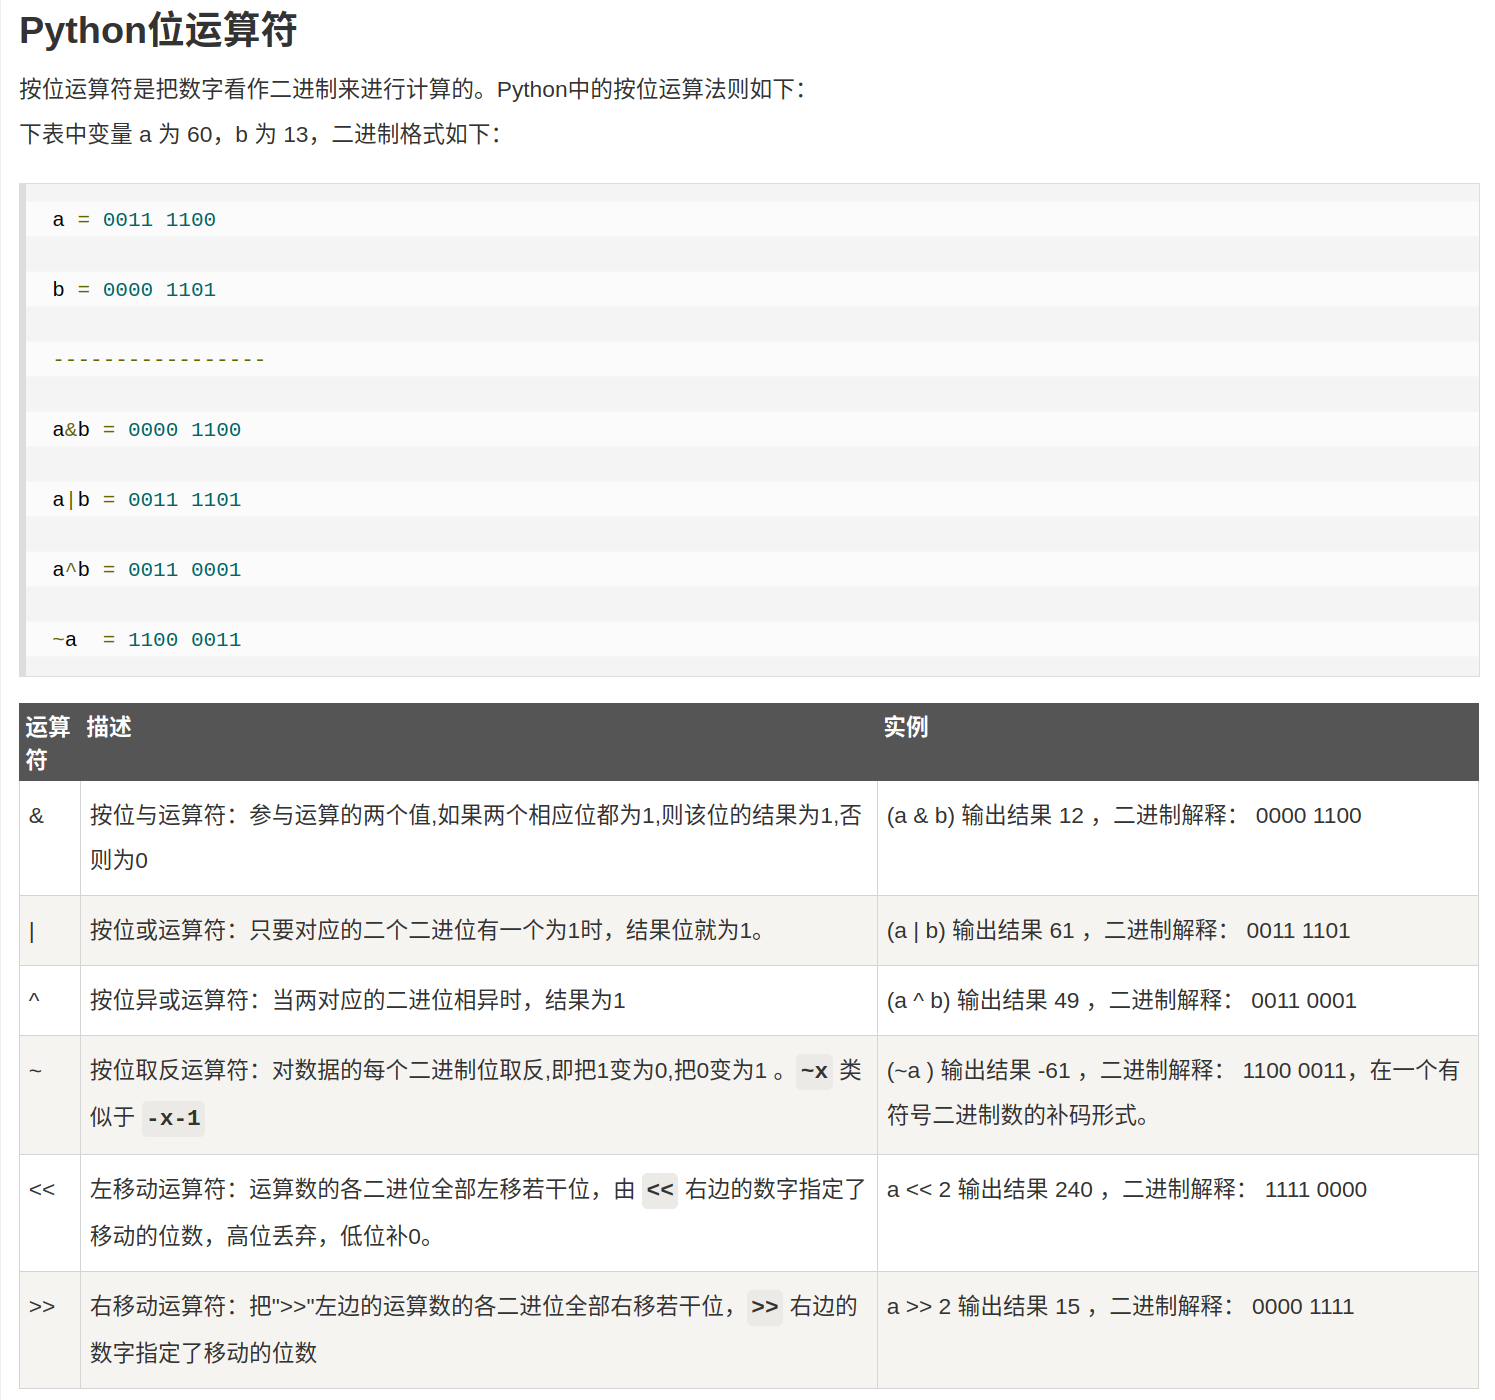 Python位运算符
按位运算符是把数字看作二进制来进行计算的。Python中的按位运算法则如下：
下表中变量 a 为 60，b 为 13，二进制格式如下：
a = 0011 1100
b = 0000 1101
-----------------
a&b = 0000 1100
a|b = 0011 1101
a^b = 0011 0001
~a  = 1100 0011
运算符 描述 实例
& 按位与运算符：参与运算的两个值,如果两个相应位都为1,则该位的结果为1,否 (a & b) 输出结果 12 ，二进制解释： 0000 1100
则为0
| 按位或运算符：只要对应的二个二进位有一个为1时，结果位就为1。 (a | b) 输出结果 61 ，二进制解释： 0011 1101
^ 按位异或运算符：当两对应的二进位相异时，结果为1 (a ^ b) 输出结果 49 ，二进制解释： 0011 0001
~ 按位取反运算符：对数据的每个二进制位取反,即把1变为0,把0变为1 。~x 类 (~a ) 输出结果 -61 ，二进制解释： 1100 0011，在一个有
似于 -x-1 符号二进制数的补码形式。
<< 左移动运算符：运算数的各二进位全部左移若干位，由 << 右边的数字指定了 a << 2 输出结果 240 ，二进制解释： 1111 0000
移动的位数，高位丢弃，低位补0。
>> 右移动运算符：把">>"左边的运算数的各二进位全部右移若干位，>> 右边的 a >> 2 输出结果 15 ，二进制解释： 0000 1111
数字指定了移动的位数